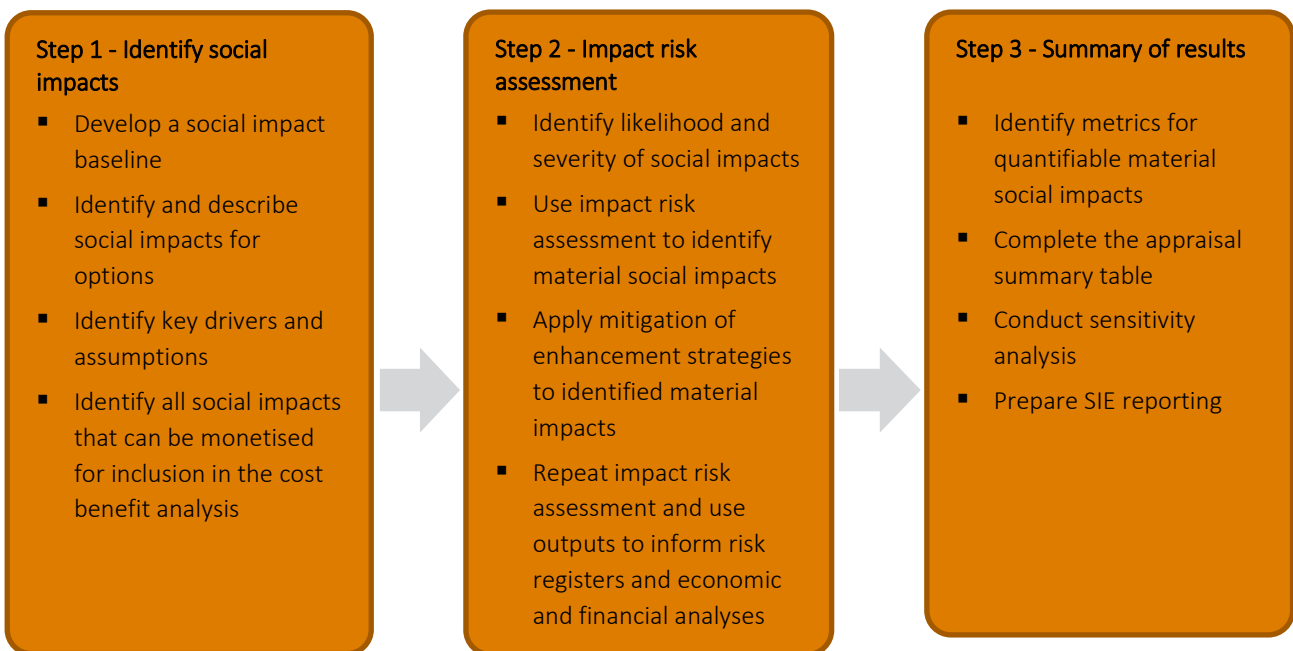 Step 1 - Identify social
impacts
▪ Develop a social impact
baseline
▪ Identify and describe
social impacts for
options
▪ Identify key drivers and
assumptions
▪ Identify all social impacts
that can be monetised
for inclusion in the cost
benefit analysis
Step 2 - Impact risk
assessment
▪ Identify likelihood and
severity of social impacts
▪ Use impact risk
assessment to identify
material social impacts
▪ Apply mitigation of
enhancement strategies
to identified material
impacts
▪ Repeat impact risk
assessment and use
outputs to inform risk
registers and economic
and financial analyses
Step 3 - Summary of results
▪ Identify metrics for
quantifiable material
social impacts
▪ Complete the appraisal
summary table
▪ Conduct sensitivity
analysis
▪ Prepare SIE reporting